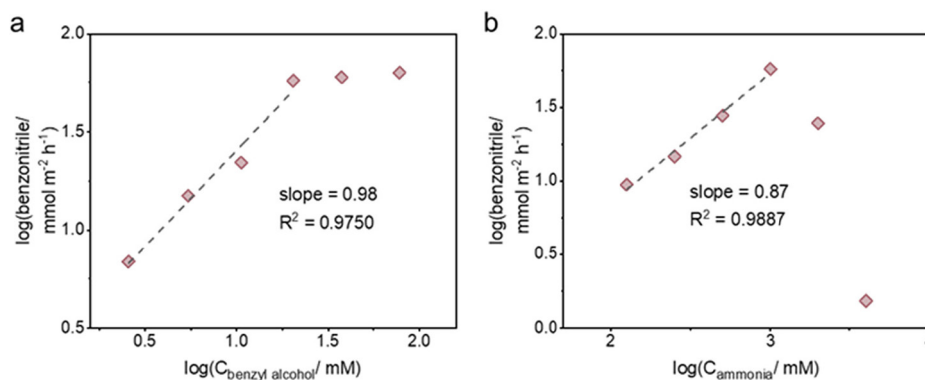 a
2.0
1.5
1.0
0.5
0.5
1.0
1.5
2.0
log(benzonitrile/
mmol m⁻² h⁻¹)
slope = 0.98
R² = 0.9750
log(C_benzyl alcohol/ mM)
b
2.0
1.5
1.0
0.5
0.0
2
3
log(benzonitrile/
mmol m⁻² h⁻¹)
slope = 0.87
R² = 0.9887
log(C_ammonia/ mM)